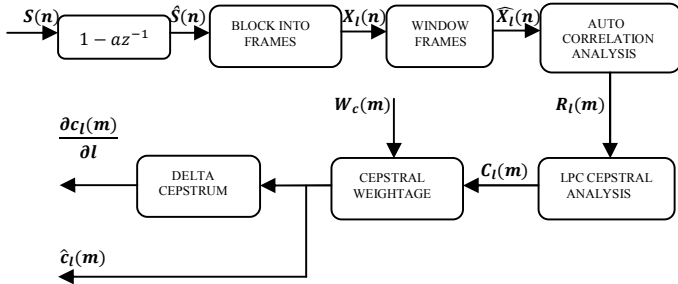 S(n)
1 − az⁻¹
Ŝ(n)
BLOCK INTO
FRAMES
X_l(n)
WINDOW
FRAMES
X̂_l(n)
AUTO
CORRELATION
ANALYSIS
W_c(m)
R_l(m)
∂c_l(m)
∂l
DELTA
CEPSTRUM
CEPSTRAL
WEIGHTAGE
C_l(m)
LPC CEPSTRAL
ANALYSIS
ĉ_l(m)